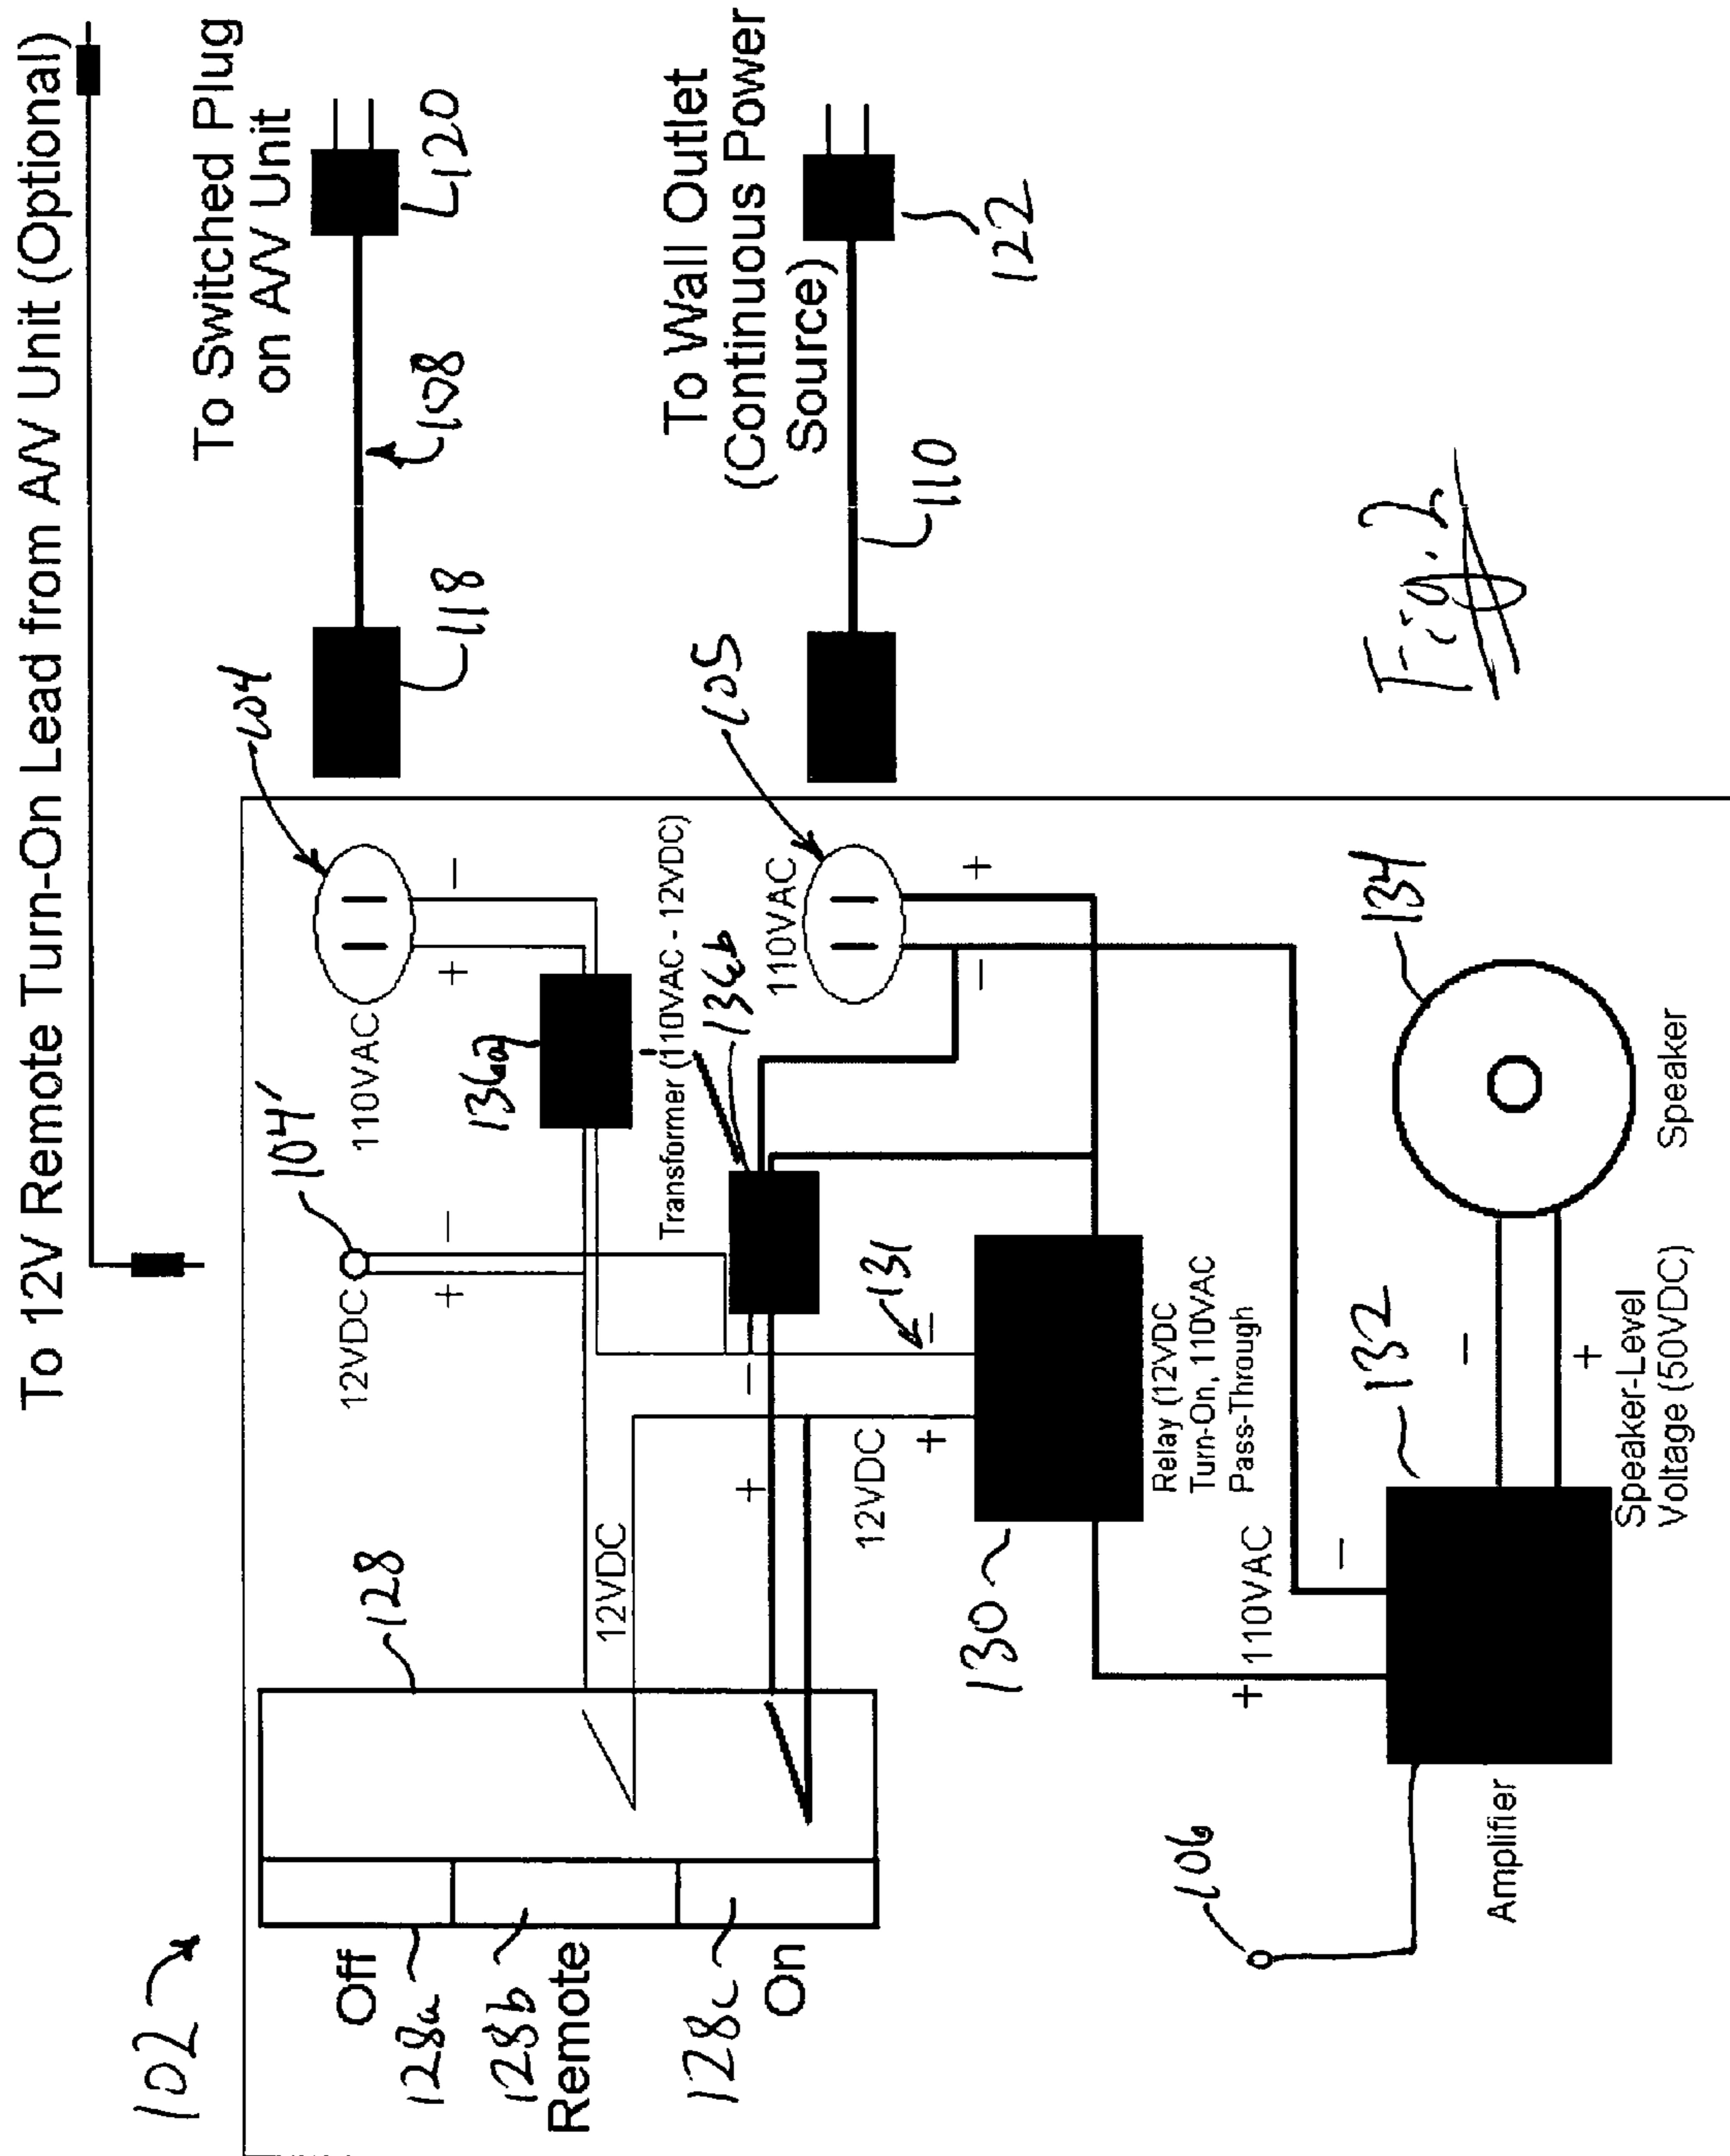 To 12V Remote Turn-On Lead from A/V Unit (Optional)
To Switched Plug
on A/V Unit
108
118
120
To Wall Outlet
(Continuous Power
Source)
110
122
102
Off
128a
128b
Remote
128c
On
128
12VDC
104'
12VDC
+
−
104
110VAC
+
−
136a
Transformer (110VAC - 12VDC)
136b
105
110VAC
−
+
+
−
131
12VDC
+
−
130
Relay (12VDC
Turn-On, 110VAC
Pass-Through
+ 110VAC
−
106
Amplifier
132
−
+
Speaker-Level
Voltage (50VDC)
134
Speaker
Fig. 2